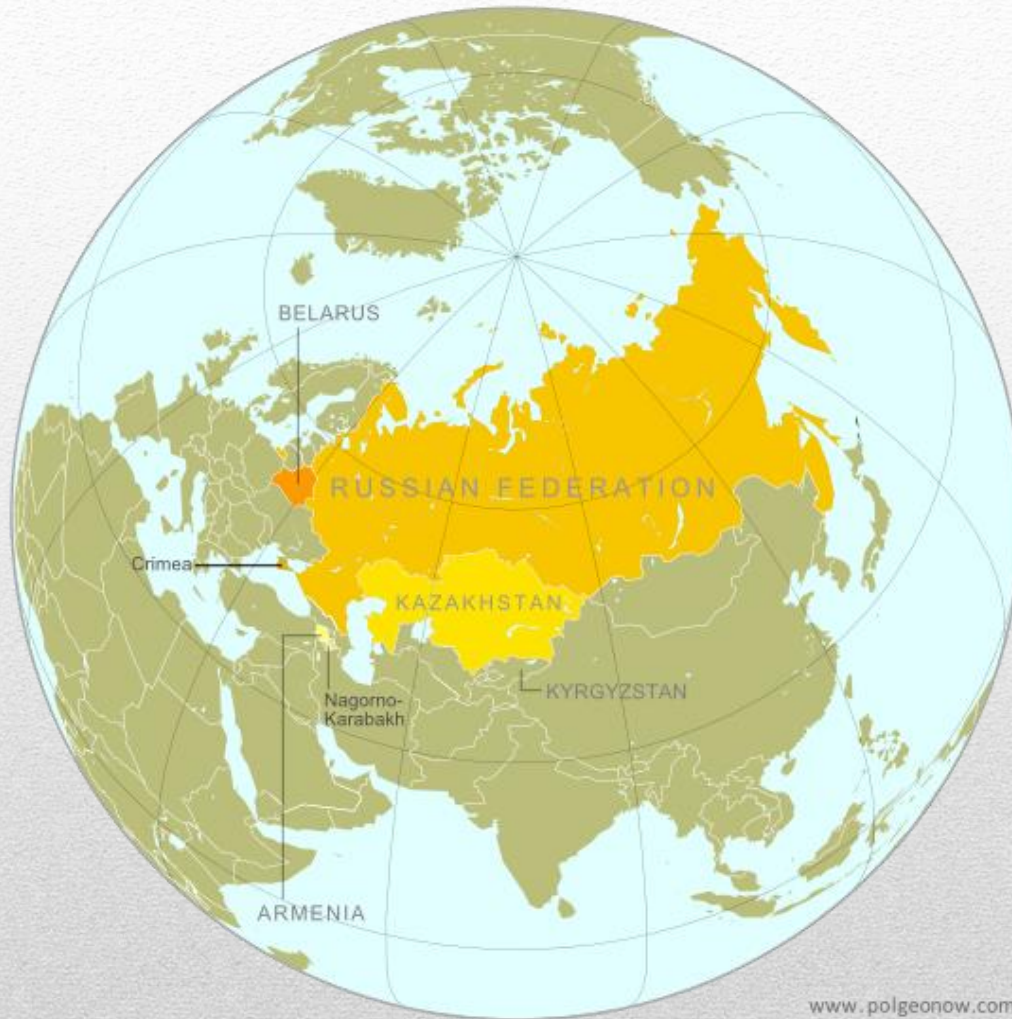 BELARUS
RUSSIAN FEDERATION
Crimea
KAZAKHSTAN
KYRGYZSTAN
Nagorno-
Karabakh
ARMENIA
www.polgeonow.com